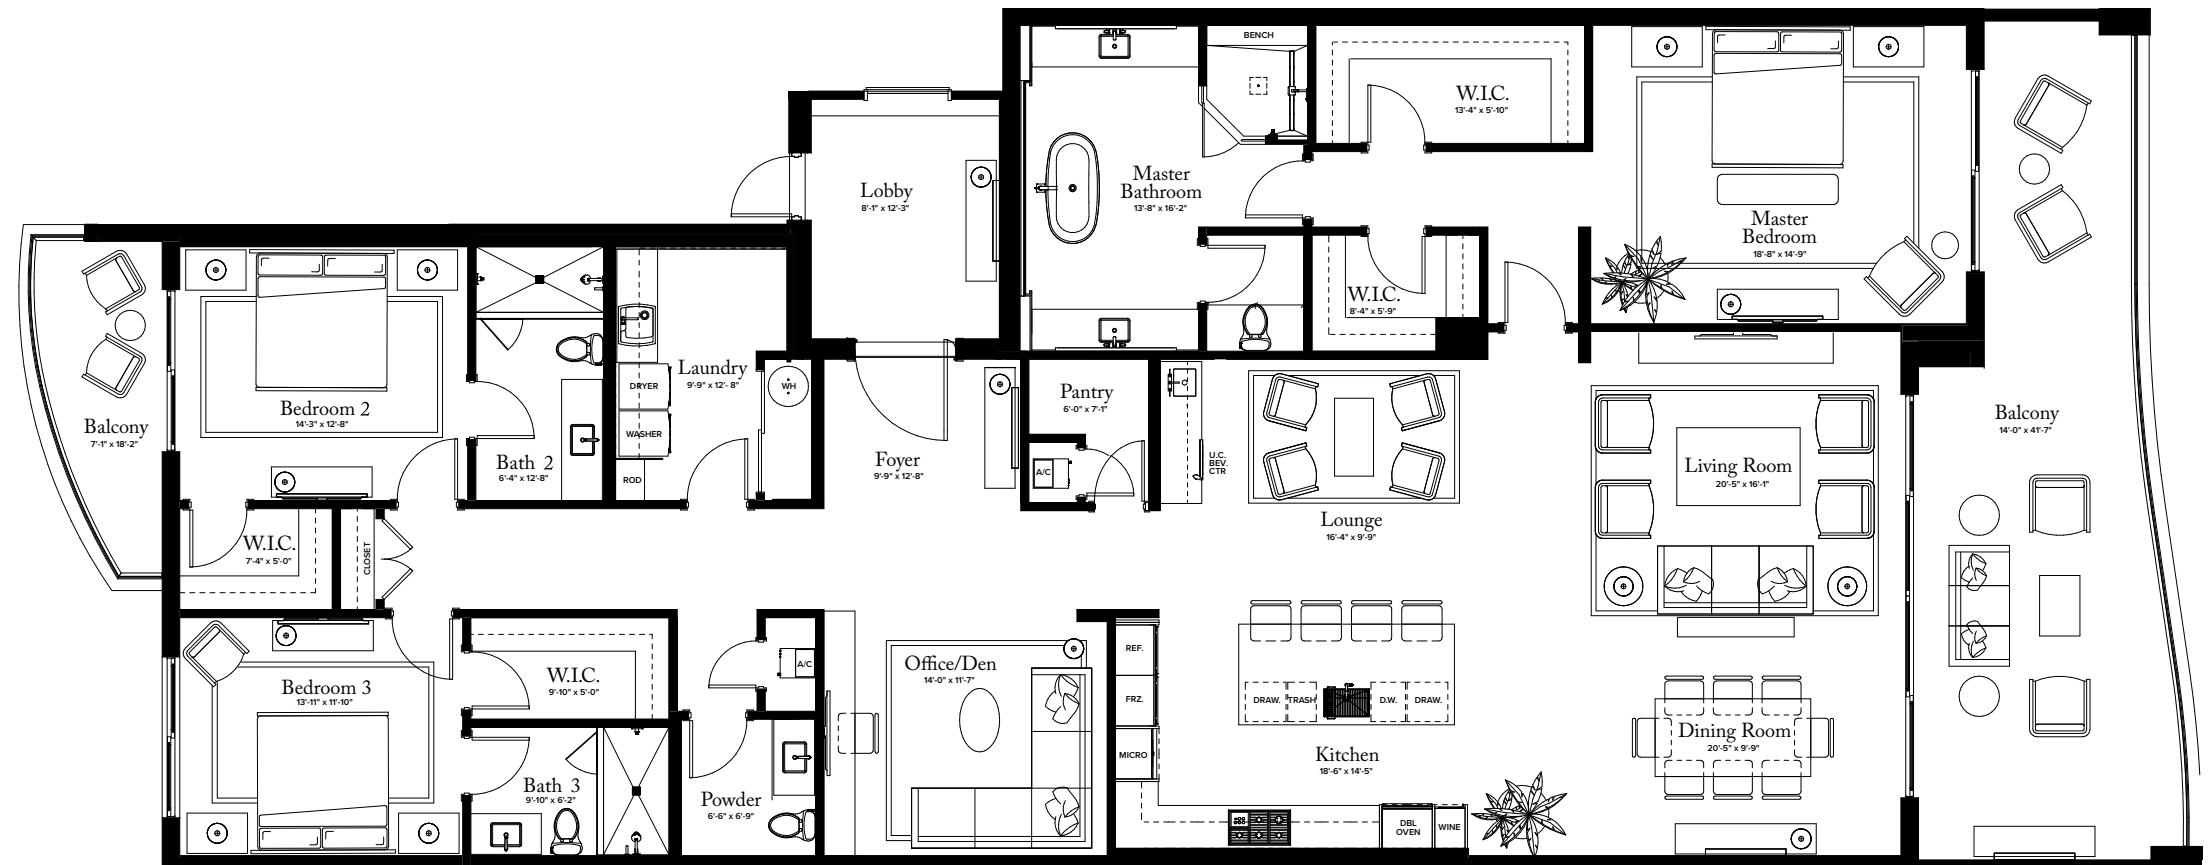 BENCH
W.I.C.
13'-4" x 5'-10"
Lobby
8'-1" x 12'-3"
Master
Bathroom
13'-8" x 16'-2"
Master
Bedroom
18'-8" x 14'-9"
W.I.C.
8'-4" x 5'-9"
Laundry
9'-9" x 12'- 8"
DRYER
WASHER
ROD
WH
Bedroom 2
14'-3" x 12'-8"
Balcony
7'-1" x 18'-2"
Bath 2
6'-4" x 12'-8"
Foyer
9'-9" x 12'-8"
Pantry
6'-0" x 7'-1"
A/C
U.C.
BEV.
CTR
Lounge
16'-4" x 9'-9"
Living Room
20'-5" x 16'-1"
Balcony
14'-0" x 41'-7"
W.I.C.
7'-4" x 5'-0"
CLOSET
Bedroom 3
13'-11" x 11'-10"
W.I.C.
9'-10" x 5'-0"
A/C
Office/Den
14'-0" x 11'-7"
REF.
FRZ.
MICRO
DRAW.
TRASH
D.W.
DRAW.
Kitchen
18'-6" x 14'-5"
Dining Room
20'-5" x 9'-9"
Bath 3
9'-10" x 6'-2"
Powder
6'-6" x 6'-9"
DBL
OVEN
WINE